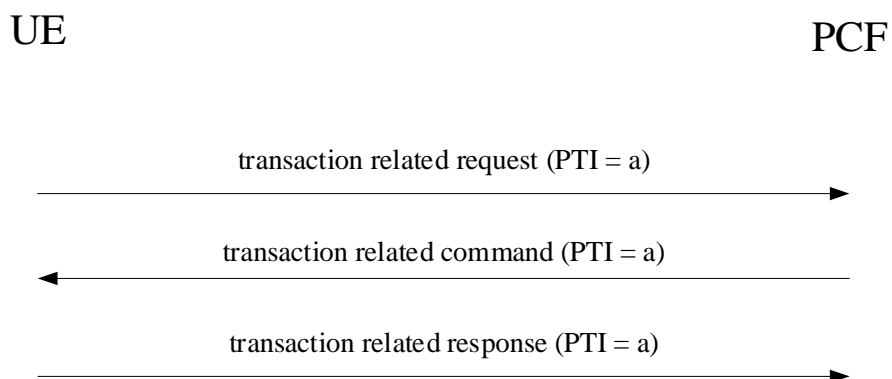 UE
PCF
transaction related request (PTI = a)
transaction related command (PTI = a)
transaction related response (PTI = a)